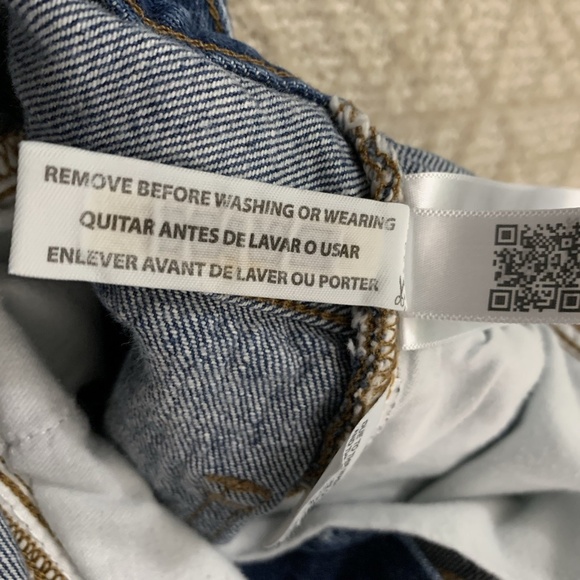 REMOVE BEFORE WASHING OR WEARING
QUITAR ANTES DE LAVAR O USAR
ENLEVER AVANT DE LAVER OU PORTER